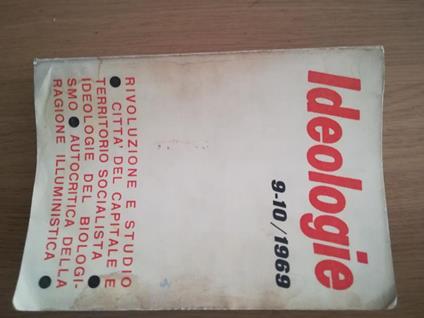 Ideologie
9-10/1969
RIVOLUZIONE E STUDIO
● CITTA' DEL CAPITALE E
TERRITORIO SOCIALISTA ●
IDEOLOGIE DEL BIOLOGI-
SMO ● AUTOCRITICA DELLA
RAGIONE ILLUMINISTICA ●